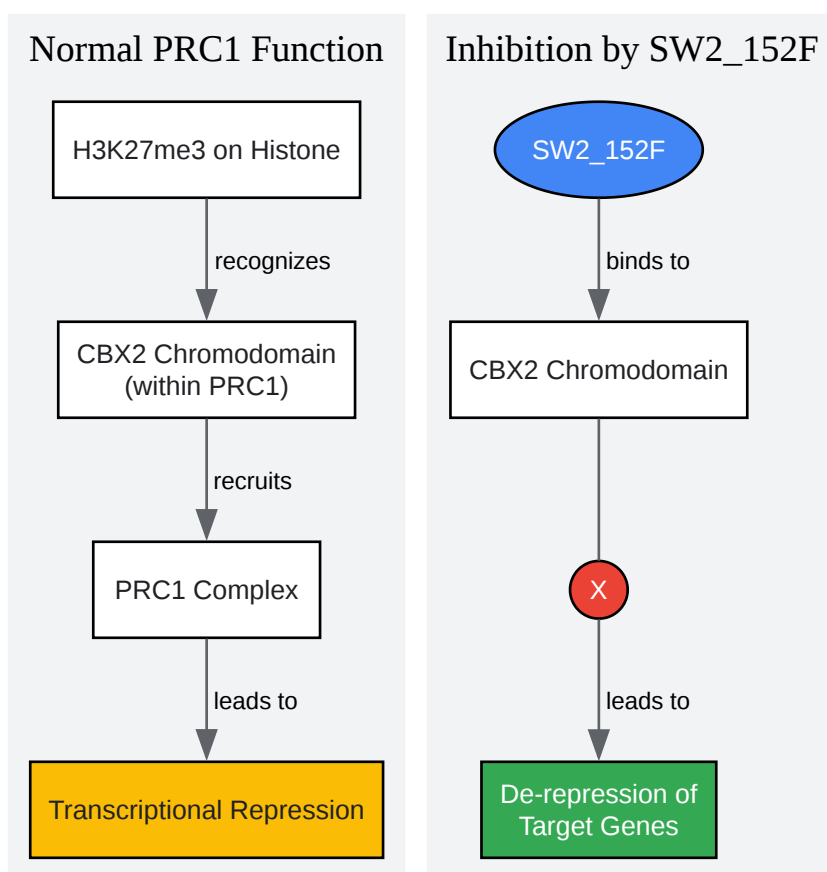 Normal PRC1 Function
H3K27me3 on Histone
recognizes
CBX2 Chromodomain
(within PRC1)
recruits
PRC1 Complex
leads to
Transcriptional Repression
Inhibition by SW2_152F
SW2_152F
binds to
CBX2 Chromodomain
X
leads to
De-repression of
Target Genes